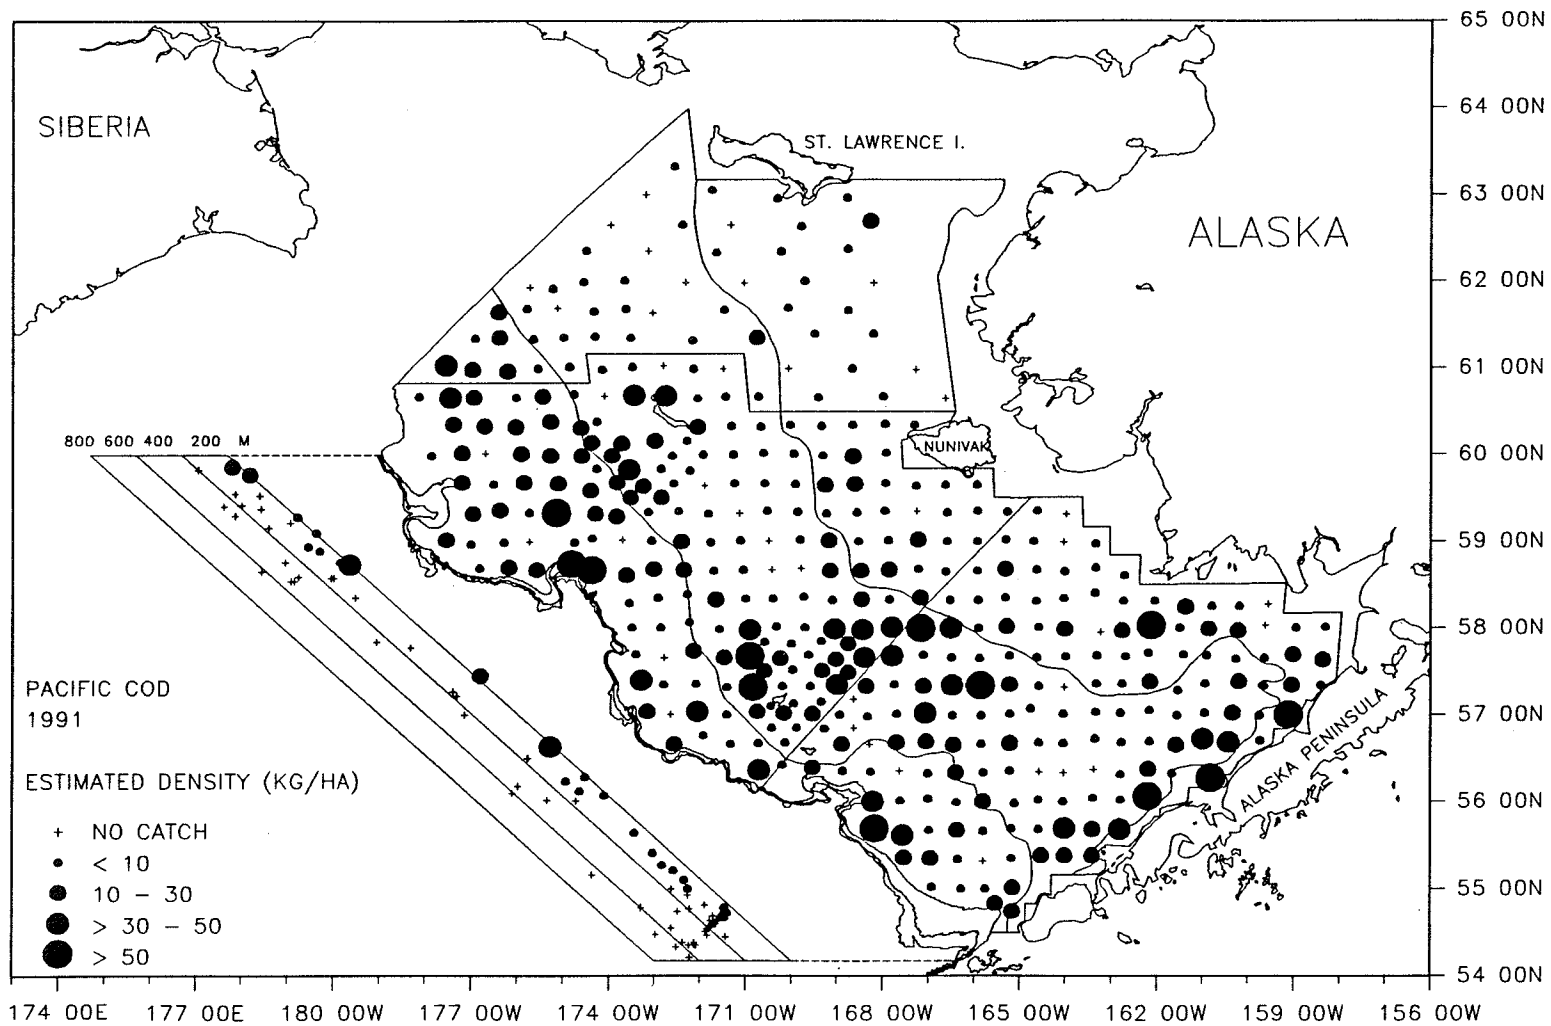 65 00N
64 00N
63 00N
62 00N
61 00N
60 00N
59 00N
58 00N
57 00N
56 00N
55 00N
54 00N
SIBERIA
ST. LAWRENCE I.
ALASKA
NUNIVAK
800 600 400 200 M
PACIFIC COD
1991
ESTIMATED DENSITY (KG/HA)
+ NO CATCH
< 10
10 – 30
> 30 – 50
> 50
ALASKA PENINSULA
174 00E 177 00E 180 00W 177 00W 174 00W 171 00W 168 00W 165 00W 162 00W 159 00W 156 00W